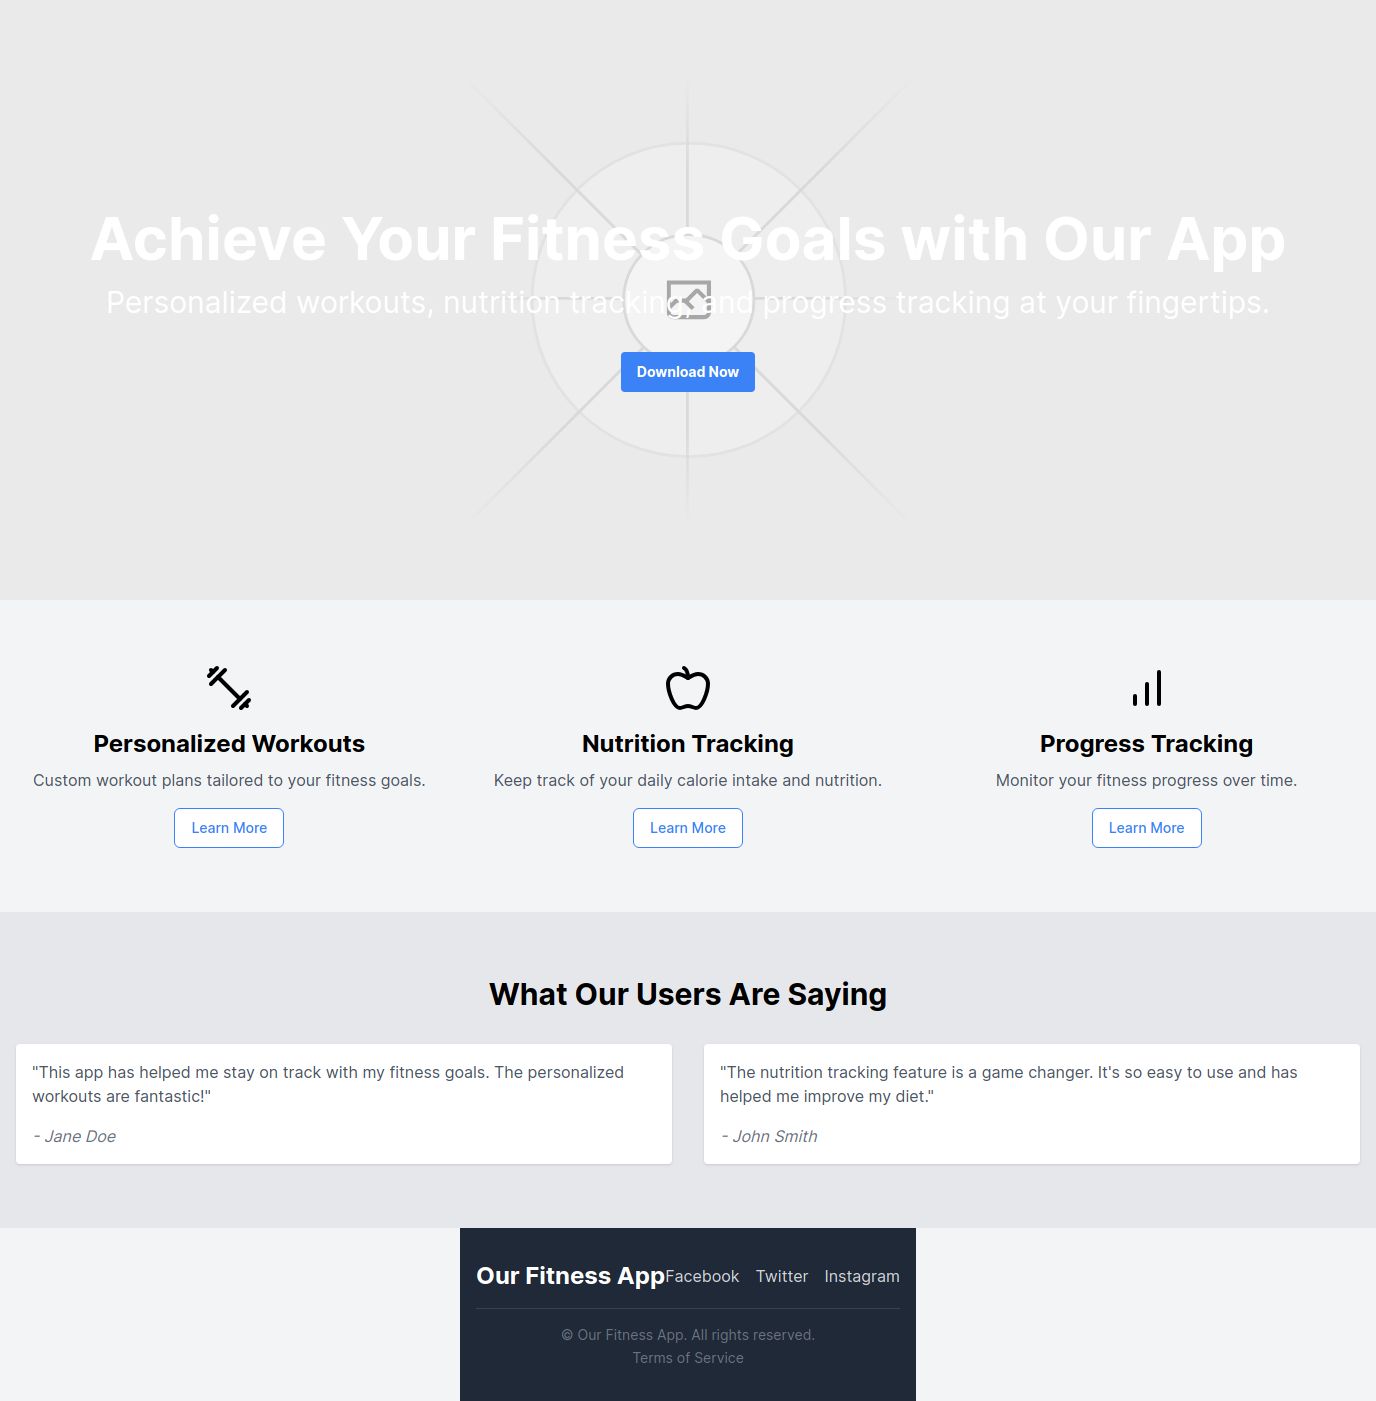 Achieve Your Fitness Goals with Our App
Personalized workouts, nutrition tracking, and progress tracking at your fingertips.
Download Now
Personalized Workouts
Custom workout plans tailored to your fitness goals.
Learn More
Nutrition Tracking
Keep track of your daily calorie intake and nutrition.
Learn More
Progress Tracking
Monitor your fitness progress over time.
Learn More
What Our Users Are Saying
"This app has helped me stay on track with my fitness goals. The personalized
workouts are fantastic!"
- Jane Doe
"The nutrition tracking feature is a game changer. It's so easy to use and has
helped me improve my diet."
- John Smith
Our Fitness App
Facebook Twitter Instagram
© Our Fitness App. All rights reserved.
Terms of Service